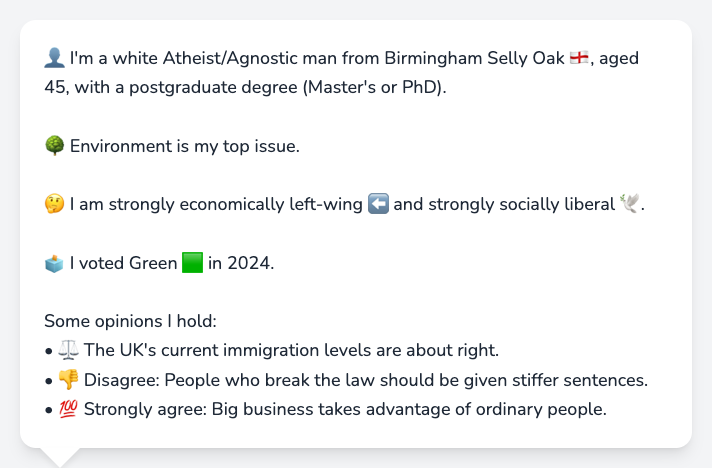 👤 I'm a white Atheist/Agnostic man from Birmingham Selly Oak 🏴󠁧󠁢󠁥󠁮󠁧󠁿, aged
45, with a postgraduate degree (Master's or PhD).
🌳 Environment is my top issue.
🤔 I am strongly economically left-wing ⬅️ and strongly socially liberal 🕊️.
🗳️ I voted Green 🟩 in 2024.
Some opinions I hold:
• ⚖️ The UK's current immigration levels are about right.
• 👎 Disagree: People who break the law should be given stiffer sentences.
• 💯 Strongly agree: Big business takes advantage of ordinary people.